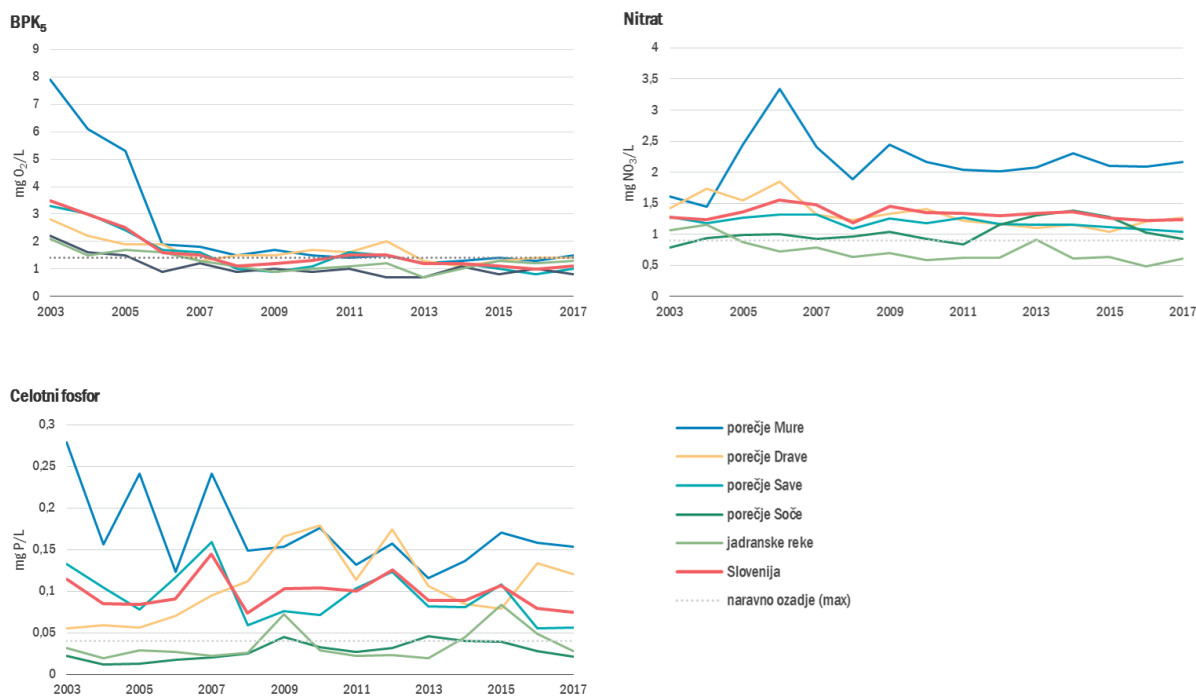 BPK₅
9
8
7
6
5
4
3
2
1
0
mg O₂/L
2003 2005 2007 2009 2011 2013 2015 2017
Nitrat
4
3,5
3
2,5
2
1,5
1
0,5
0
mg NO₃/L
2003 2005 2007 2009 2011 2013 2015 2017
Celotni fosfor
0,3
0,25
0,2
0,15
0,1
0,05
0
mg P/L
2003 2005 2007 2009 2011 2013 2015 2017
porečje Mure
porečje Drave
porečje Save
porečje Soče
jadranske reke
Slovenija
naravno ozadje (max)